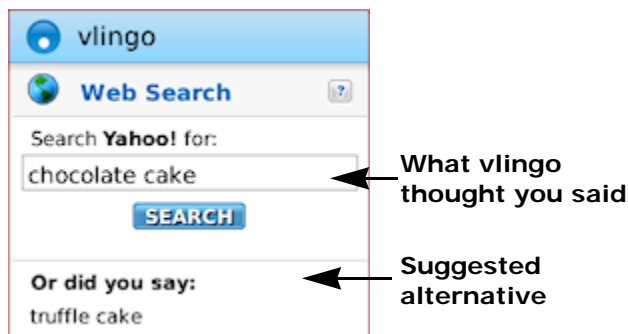 vlingo
Web Search
?
Search Yahoo! for:
chocolate cake
SEARCH
What vlingo
thought you said
Or did you say:
truffle cake
Suggested
alternative